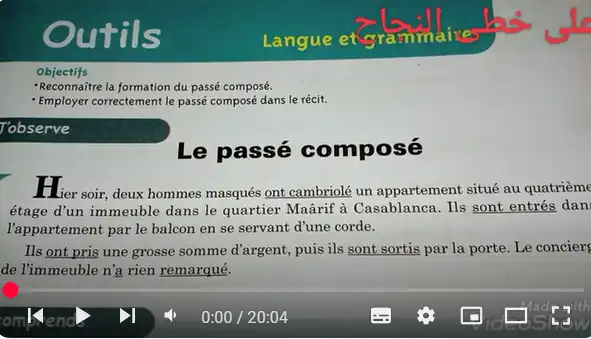 Outils
Langue et grammaire
على خطى النجاح
Objectifs
•Reconnaître la formation du passé composé.
• Employer correctement le passé composé dans le récit.
J'observe
Le passé composé
Hier soir, deux hommes masqués ont cambriolé un appartement situé au quatrième
étage d'un immeuble dans le quartier Maârif à Casablanca. Ils sont entrés dans
l'appartement par le balcon en se servant d'une corde.
Ils ont pris une grosse somme d'argent, puis ils sont sortis par la porte. Le concierg
de l'immeuble n'a rien remarqué.
0:00 / 20:04
Made with
VideoShow
omprends